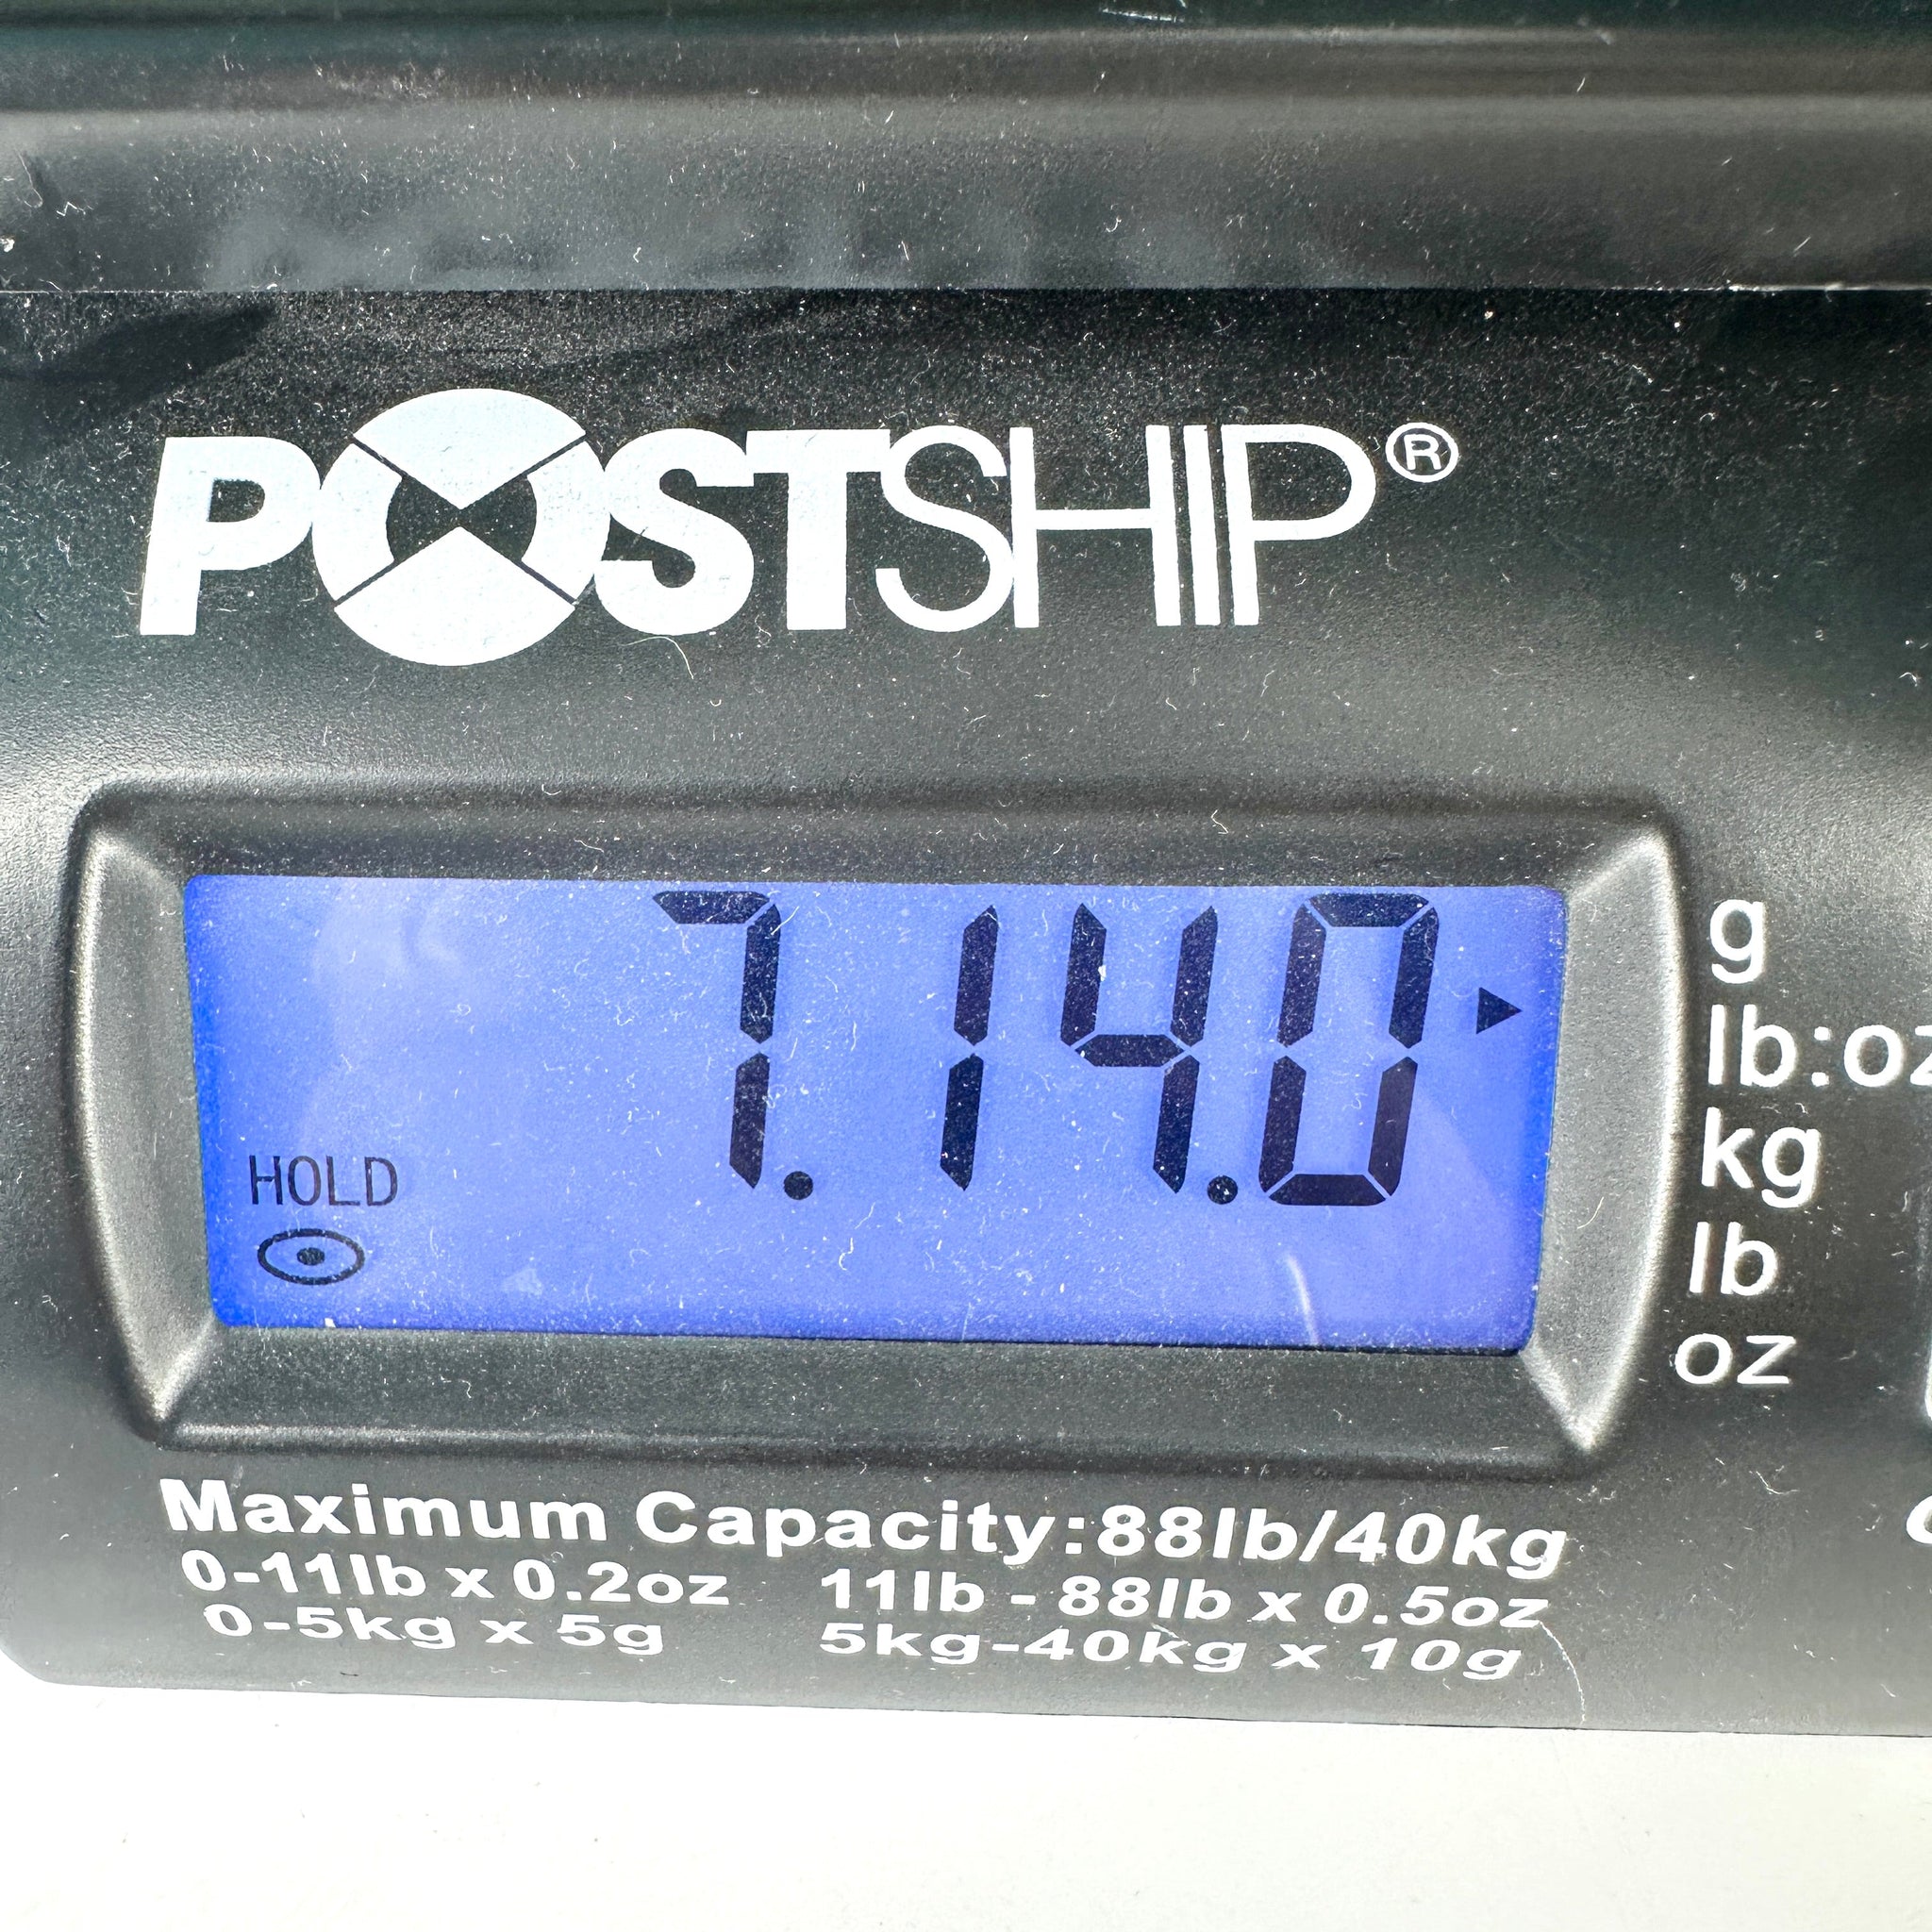 POSTSHIP®
7.14.0
HOLD
g
lb:oz
kg
lb
oz
Maximum Capacity:88lb/40kg
0-11lb x 0.2oz 11lb - 88lb x 0.5oz
0-5kg x 5g 5kg-40kg x 10g